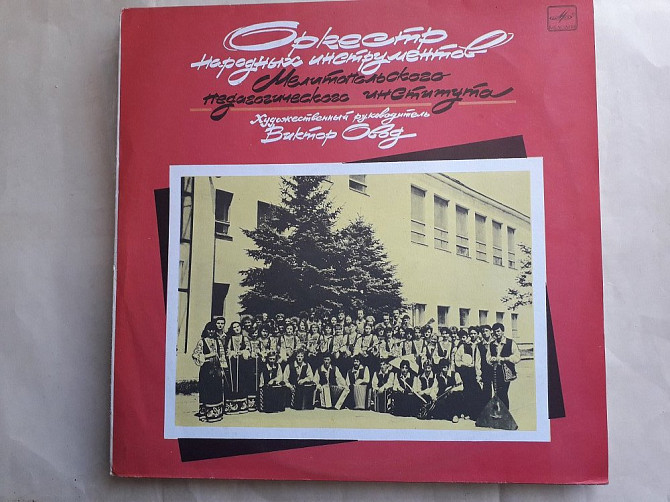 Оркестр
народных инструментов
Мелитопольского
педагогического института
Художественный руководитель
Виктор Овод